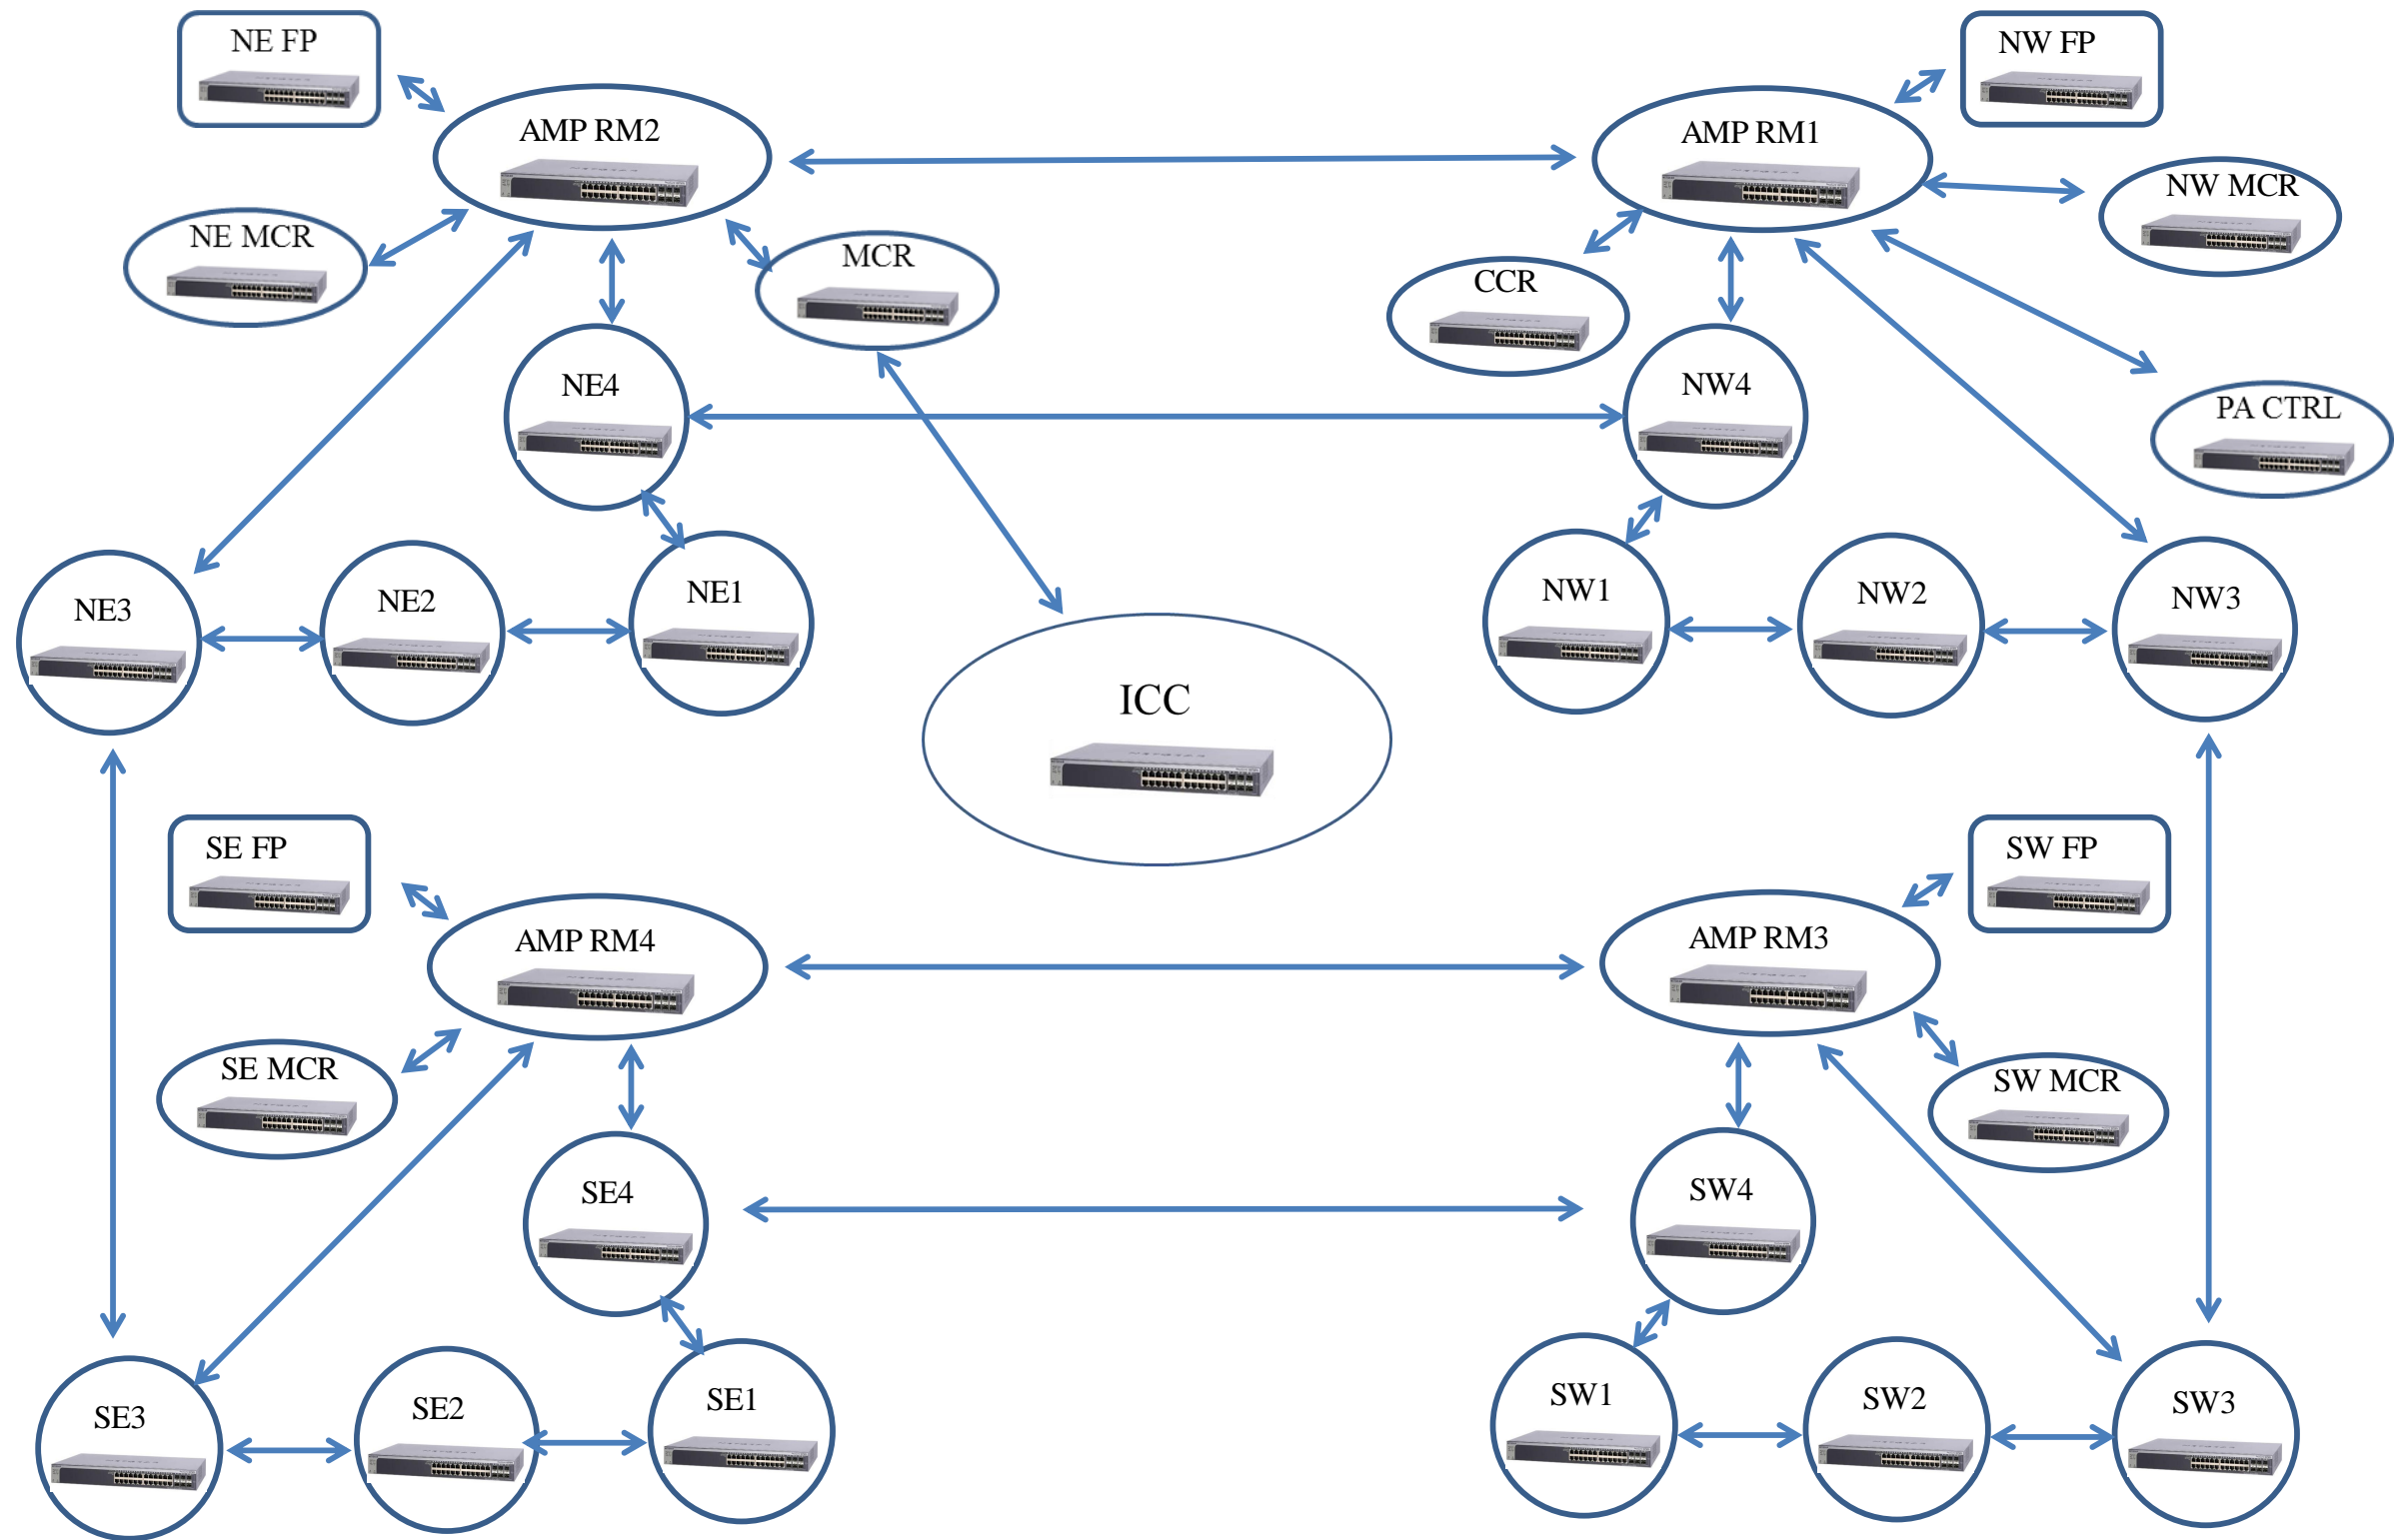 NE FP
NW FP
AMP RM2
AMP RM1
NE MCR
MCR
CCR
NW MCR
NE4
NW4
PA CTRL
NE3
NE2
NE1
NW1
NW2
NW3
ICC
SE FP
SW FP
AMP RM4
AMP RM3
SE MCR
SW MCR
SE4
SW4
SE3
SE2
SE1
SW1
SW2
SW3